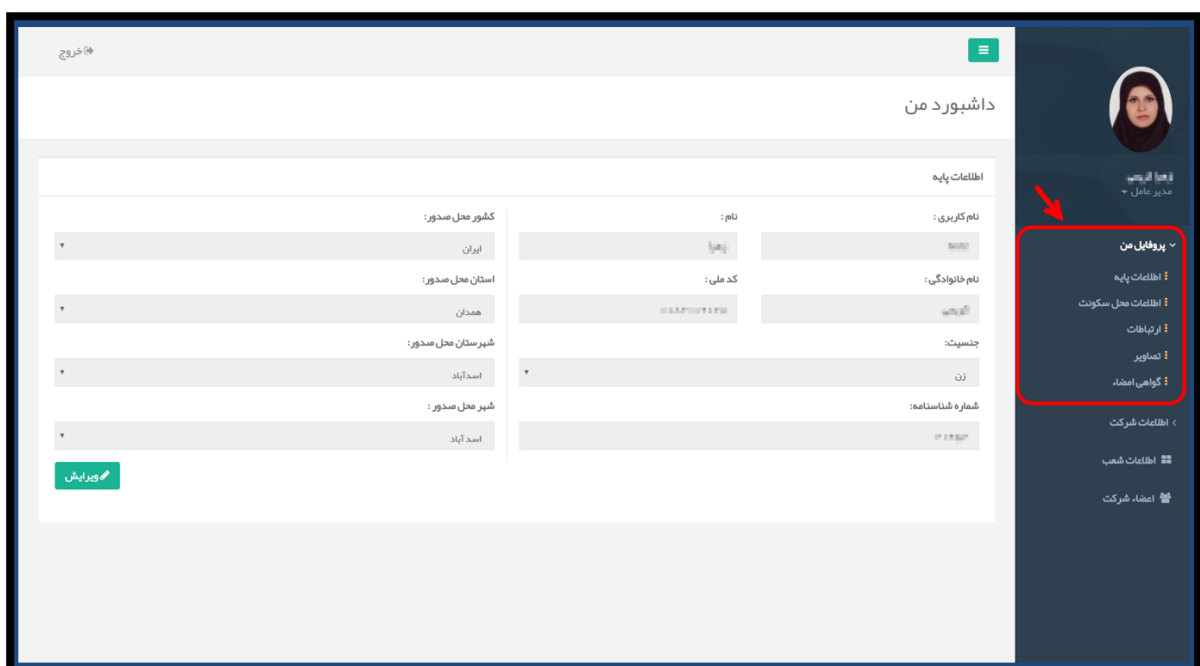 خروج
داشبورد من
مدیر عامل
پروفایل من
اطلاعات پایه
اطلاعات محل سکونت
ارتباطات
تصاویر
گواهی امضاء
اطلاعات شرکت
اطلاعات شعب
اعضاء شرکت
اطلاعات پایه
نام کاربری :
نام :
کشور محل صدور:
ایران
نام خانوادگی :
کد ملی :
استان محل صدور:
همدان
جنسیت:
زن
شهرستان محل صدور:
اسدآباد
شماره شناسنامه:
شهر محل صدور :
اسد آباد
ویرایش